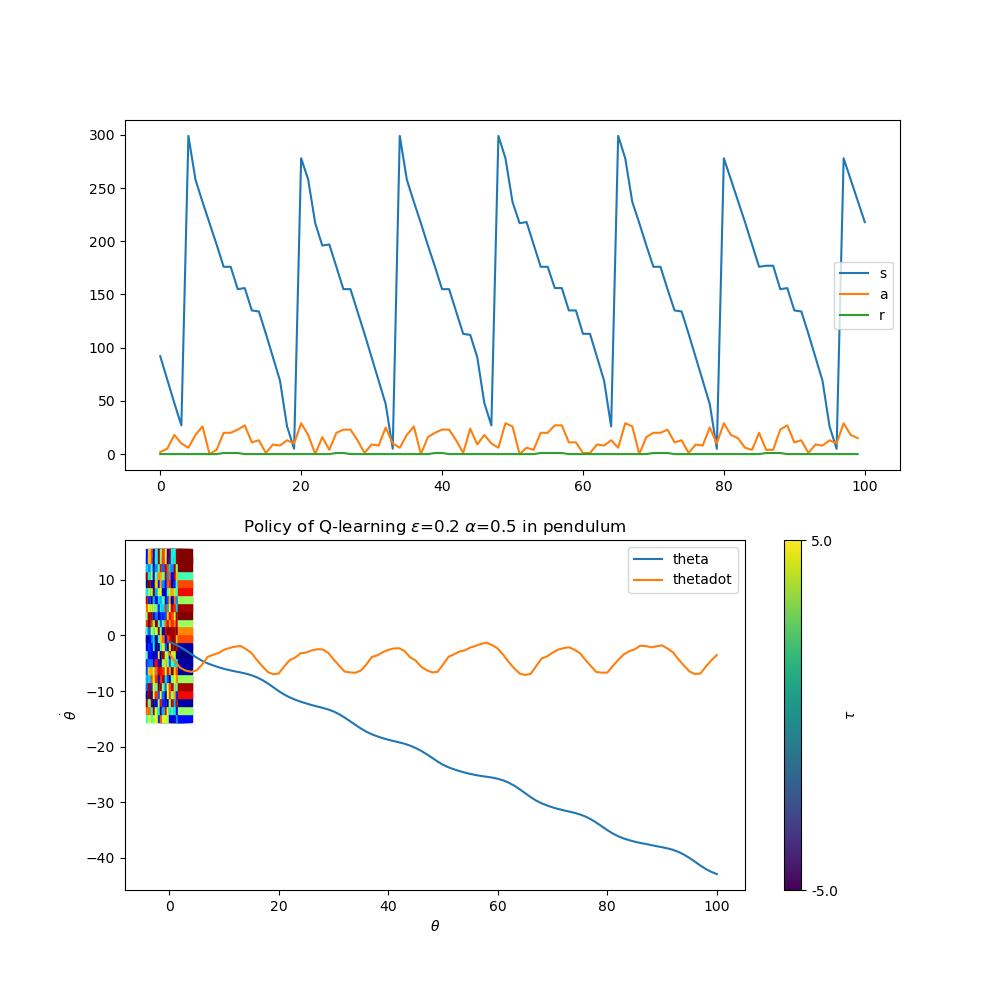 300
250
200
150
100
50
0
0 20 40 60 80 100
s
a
r
Policy of Q-learning ε=0.2 α=0.5 in pendulum
10
0
−10
−20
−30
−40
θ̇
0 20 40 60 80 100
θ
theta
thetadot
5.0
-5.0
τ